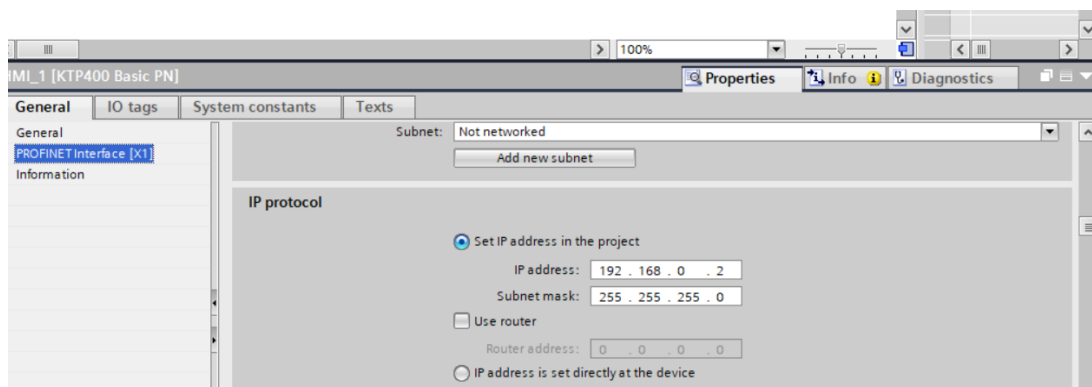 100%
HMI_1 [KTP400 Basic PN]
Properties Info Diagnostics
General IO tags System constants Texts
General
PROFINET Interface [X1]
Information
Subnet: Not networked
Add new subnet
IP protocol
Set IP address in the project
IP address: 192 . 168 . 0 . 2
Subnet mask: 255 . 255 . 255 . 0
Use router
Router address: 0 . 0 . 0 . 0
IP address is set directly at the device